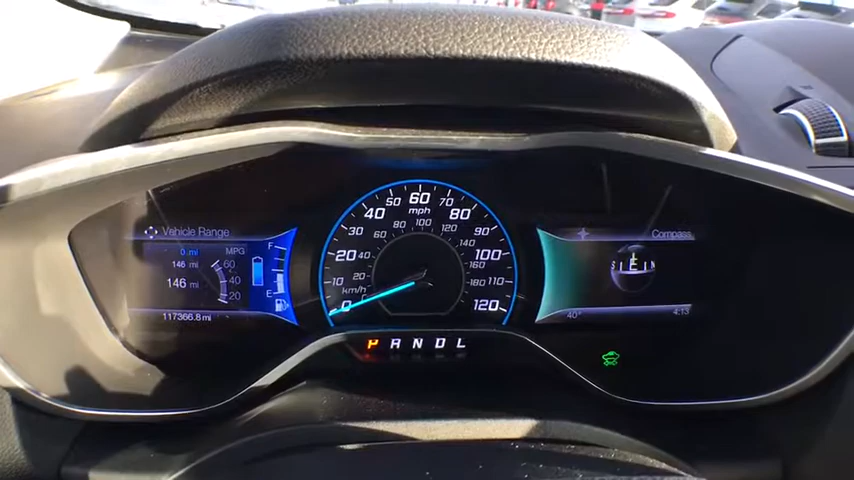 Vehicle Range
0 mi
146 mi
146 mi
MPG
60
40
20
F
E
117366.8 mi
0 10 20 30 40 50 60 70 80 90 100 110 120
mph
20 40 60 80 100 120 140 160 180
km/h
P R N D L
Compass
S E N
40°
4:13